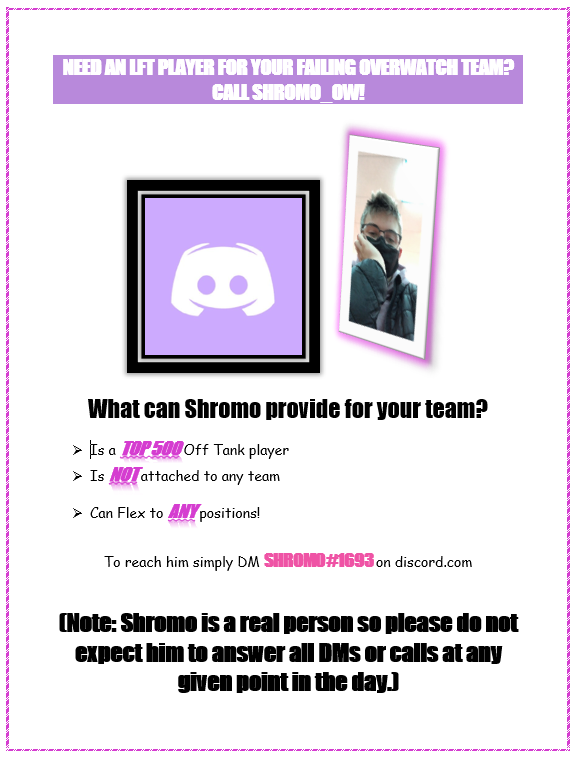 NEED AN LFT PLAYER FOR YOUR FAILING OVERWATCH TEAM?
CALL SHROMO_OW!
What can Shromo provide for your team?
Is a TOP 500 Off Tank player
Is NOT attached to any team
Can Flex to ANY positions!
To reach him simply DM SHROMO#1693 on discord.com
(Note: Shromo is a real person so please do not
expect him to answer all DMs or calls at any
given point in the day.)